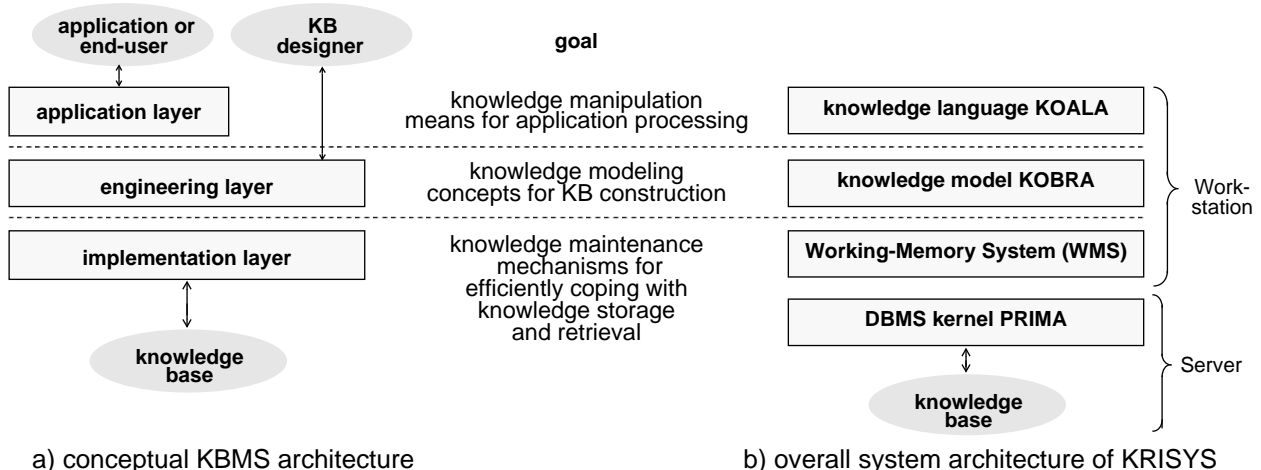 application or
end-user
KB
designer
goal
application layer
knowledge manipulation
means for application processing
knowledge language KOALA
engineering layer
knowledge modeling
concepts for KB construction
knowledge model KOBRA
Work-
station
implementation layer
knowledge maintenance
mechanisms for
efficiently coping with
knowledge storage
and retrieval
Working-Memory System (WMS)
DBMS kernel PRIMA
Server
knowledge
base
knowledge
base
a) conceptual KBMS architecture
b) overall system architecture of KRISYS